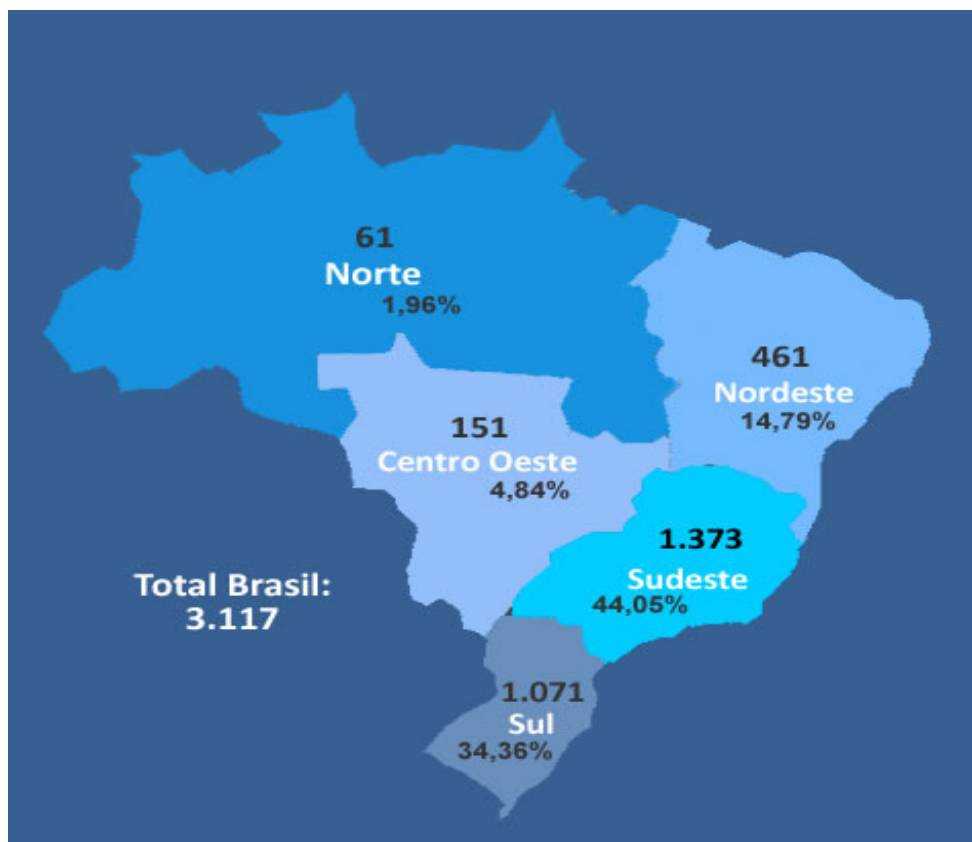 61
Norte
1,96%
461
Nordeste
14,79%
151
Centro Oeste
4,84%
1.373
Sudeste
44,05%
Total Brasil:
3.117
1.071
Sul
34,36%